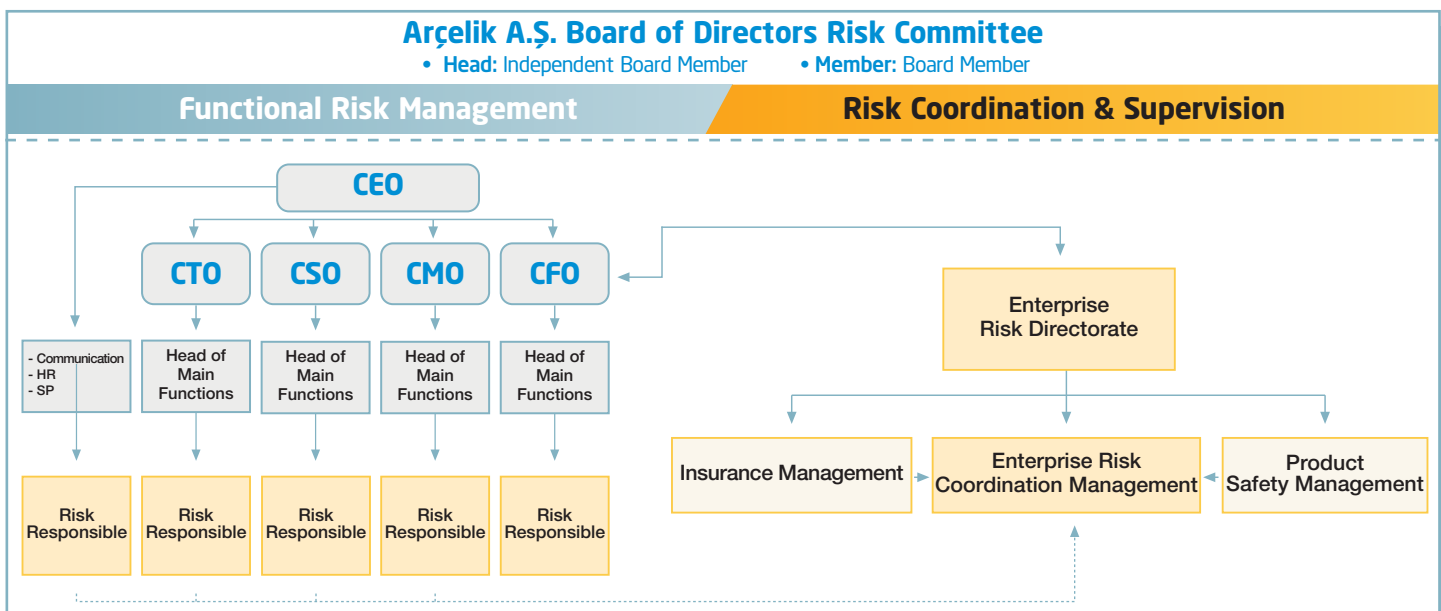 Arçelik A.Ş. Board of Directors Risk Committee
• Head: Independent Board Member • Member: Board Member
Functional Risk Management
Risk Coordination & Supervision
CEO
CTO
CSO
CMO
CFO
- Communication
- HR
- SP
Head of
Main
Functions
Head of
Main
Functions
Head of
Main
Functions
Head of
Main
Functions
Risk
Responsible
Risk
Responsible
Risk
Responsible
Risk
Responsible
Risk
Responsible
Enterprise
Risk Directorate
Insurance Management
Enterprise Risk
Coordination Management
Product
Safety Management